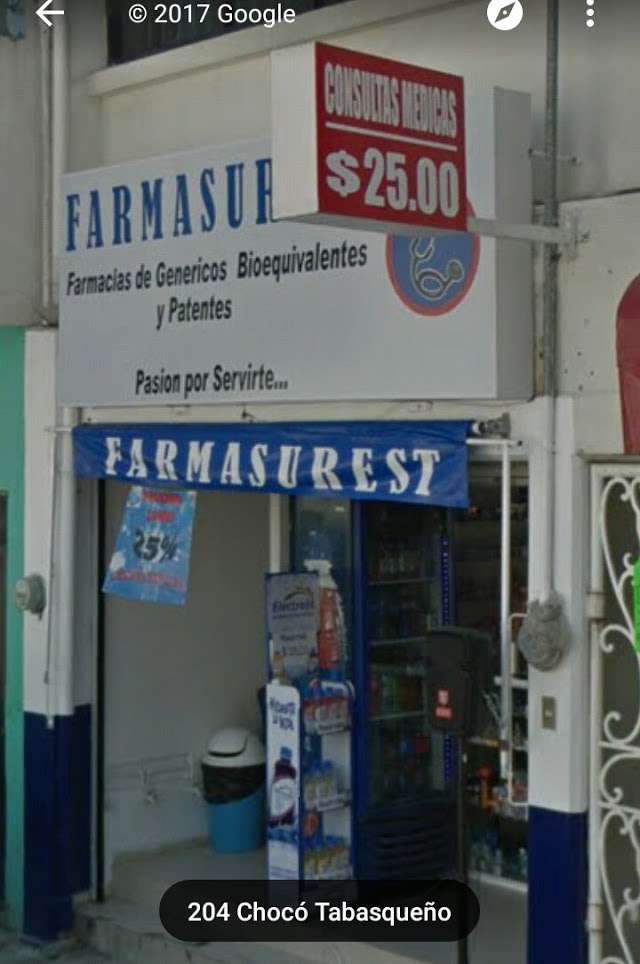 © 2017 Google
CONSULTAS MEDICAS
$25.00
FARMASUR
Farmacias de Genericos Bioequivalentes
y Patentes
Pasion por Servirte...
FARMASUREST
25%
Electrolit
204 Chocó Tabasqueño